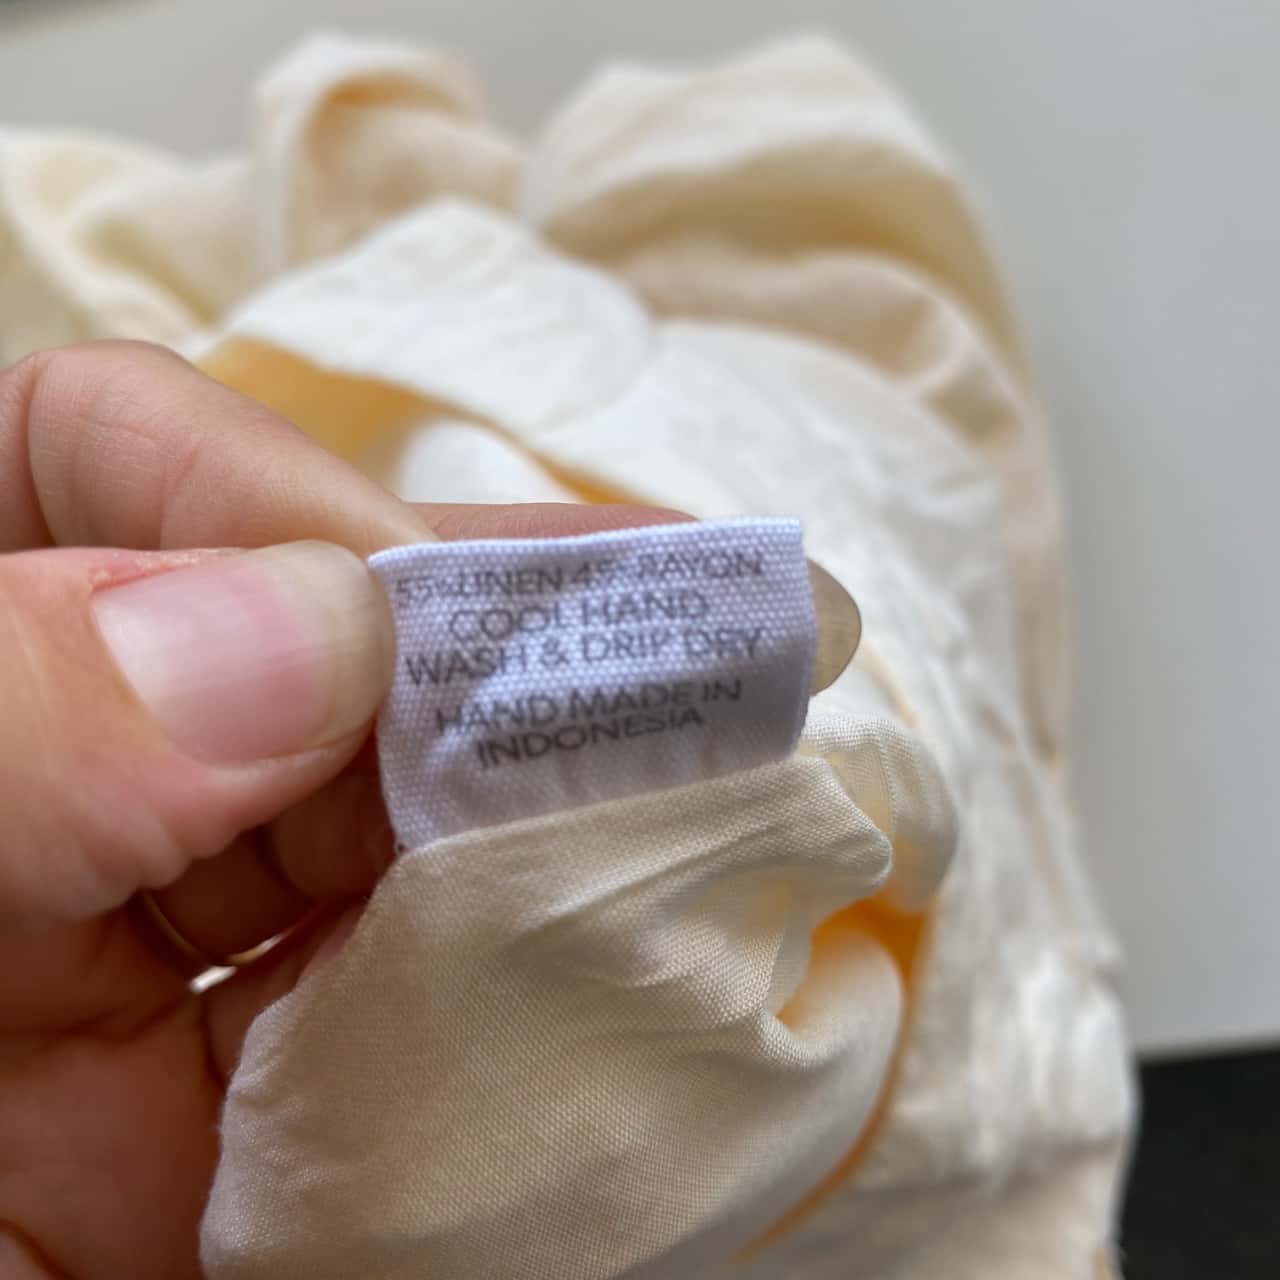 55% LINEN 45% RAYON
COOL HAND
WASH & DRIP DRY
HAND MADE IN
INDONESIA